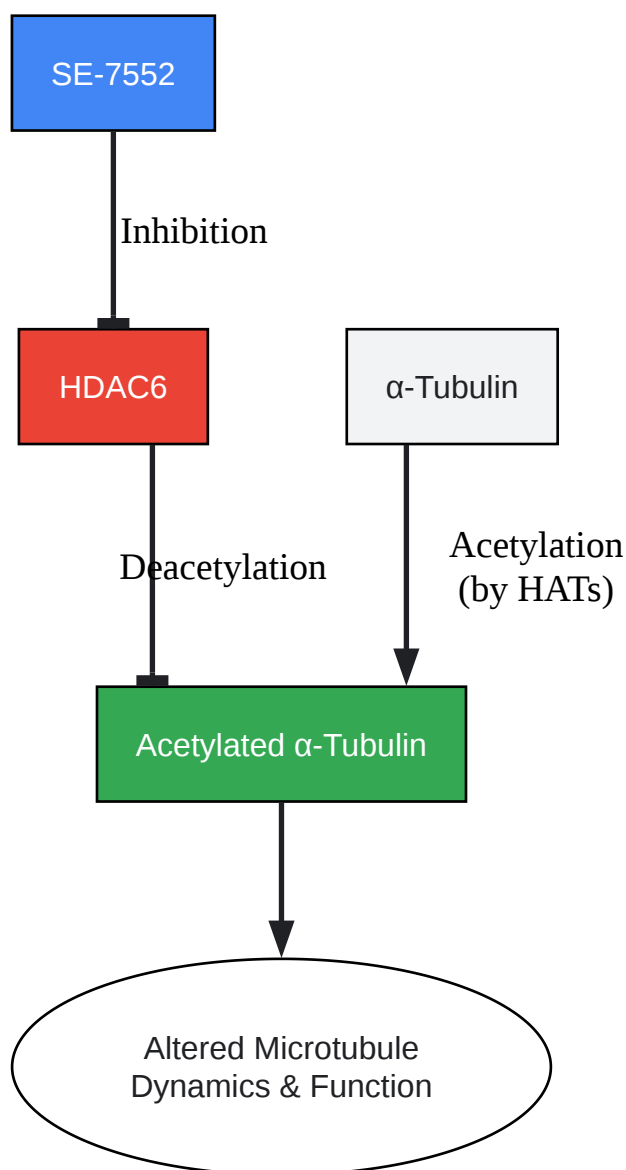 SE-7552
Inhibition
HDAC6
α-Tubulin
Deacetylation
Acetylation
(by HATs)
Acetylated α-Tubulin
Altered Microtubule
Dynamics & Function